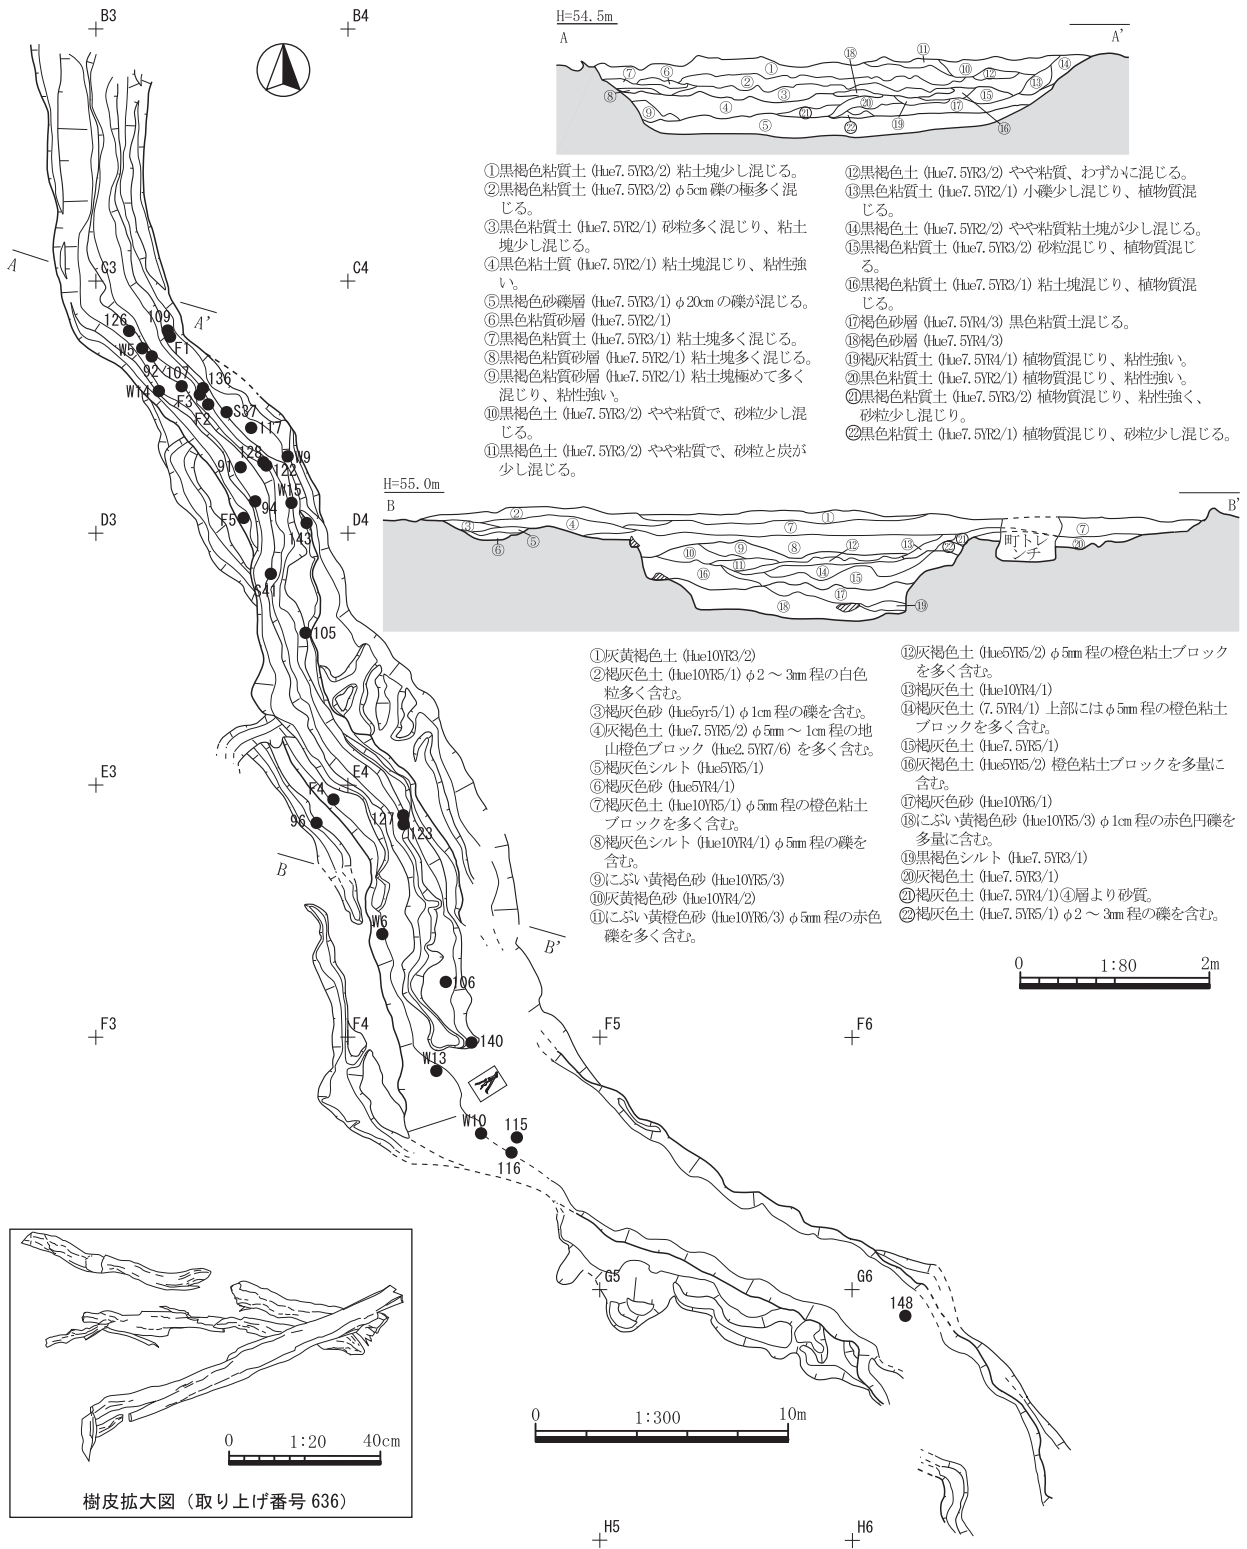 B3
B4
H=54.5m
A
A'
① ② ③ ④ ⑤ ⑥ ⑦ ⑧ ⑨ ⑩ ⑪ ⑫ ⑬ ⑭ ⑮ ⑯ ⑰ ⑱ ⑲ ⑳ ㉑ ㉒
①黒褐色粘質土 (Hue7.5YR3/2) 粘土塊少し混じる。
②黒褐色粘質土 (Hue7.5YR3/2) φ5cm 礫の極多く混
じる。
③黒色粘質土 (Hue7.5YR2/1) 砂粒多く混じり、粘土
塊少し混じる。
④黒色粘土質 (Hue7.5YR2/1) 粘土塊混じり、粘性強
い。
⑤黒褐色砂礫層 (Hue7.5YR3/1) φ20cm の礫が混じる。
⑥黒色粘質砂層 (Hue7.5YR2/1)
⑦黒褐色粘質土 (Hue7.5YR3/1) 粘土塊多く混じる。
⑧黒褐色粘質砂層 (Hue7.5YR2/1) 粘土塊多く混じる。
⑨黒褐色粘質砂層 (Hue7.5YR2/1) 粘土塊極めて多く
混じり、粘性強い。
⑩黒褐色土 (Hue7.5YR3/2) やや粘質で、砂粒少し混
じる。
⑪黒褐色土 (Hue7.5YR3/2) やや粘質で、砂粒と炭が
少し混じる。
⑫黒褐色土 (Hue7.5YR3/2) やや粘質、わずかに混じる。
⑬黒色粘質土 (Hue7.5YR2/1) 小礫少し混じり、植物質混
じる。
⑭黒褐色土 (Hue7.5YR2/2) やや粘質粘土塊が少し混じる。
⑮黒褐色粘質土 (Hue7.5YR3/2) 砂粒混じり、植物質混じ
る。
⑯黒褐色粘質土 (Hue7.5YR3/1) 粘土塊混じり、植物質混
じる。
⑰褐色砂層 (Hue7.5YR4/3) 黒色粘質土混じる。
⑱褐色砂層 (Hue7.5YR4/3)
⑲褐灰粘質土 (Hue7.5YR4/1) 植物質混じり、粘性強い。
⑳黒色粘質土 (Hue7.5YR2/1) 植物質混じり、粘性強い。
㉑黒褐色粘質土 (Hue7.5YR3/2) 植物質混じり、粘性強く、
砂粒少し混じり。
㉒黒色粘質土 (Hue7.5YR2/1) 植物質混じり、砂粒少し混じる。
A
C3
C4
A'
126
109
W5
F1
92
107
W14
136
F3
F2
S37
117
128
W9
91
122
W15
94
F5
143
D3
D4
S41
105
H=55.0m
B
B'
① ② ③ ④ ⑤ ⑥ ⑦ ⑧ ⑨ ⑩ ⑪ ⑫ ⑬ ⑭ ⑮ ⑯ ⑰ ⑱ ⑲ ⑳ ㉑ ㉒
町トレ
ンチ
①灰黄褐色土 (Hue10YR3/2)
②褐灰色土 (Hue10YR5/1) φ2～3mm 程の白色
粒多く含む。
③褐灰色砂 (Hue5yr5/1) φ1cm 程の礫を含む。
④灰褐色土 (Hue7.5YR5/2) φ5mm ～ 1cm 程の地
山橙色ブロック (Hue2.5YR7/6) を多く含む。
⑤褐灰色シルト (Hue5YR5/1)
⑥褐灰色砂 (Hue5YR4/1)
⑦褐灰色土 (Hue10YR5/1) φ5mm 程の橙色粘土
ブロックを多く含む。
⑧褐灰色シルト (Hue10YR4/1) φ5mm 程の礫を
含む。
⑨にぶい黄褐色砂 (Hue10YR5/3)
⑩灰黄褐色砂 (Hue10YR4/2)
⑪にぶい黄橙色砂 (Hue10YR6/3) φ5mm 程の赤色
礫を多く含む。
⑫灰褐色土 (Hue5YR5/2) φ5mm 程の橙色粘土ブロック
を多く含む。
⑬褐灰色土 (Hue10YR4/1)
⑭褐灰色土 (7.5YR4/1) 上部にはφ5mm 程の橙色粘土
ブロックを多く含む。
⑮褐灰色土 (Hue7.5YR5/1)
⑯灰褐色土 (Hue5YR5/2) 橙色粘土ブロックを多量に
含む。
⑰褐灰色砂 (Hue10YR6/1)
⑱にぶい黄褐色砂 (Hue10YR5/3) φ1cm 程の赤色円礫を
多量に含む。
⑲黒褐色シルト (Hue7.5YR3/1)
⑳灰褐色土 (Hue7.5YR3/1)
㉑褐灰色土 (Hue7.5YR4/1)④層より砂質。
㉒褐灰色土 (Hue7.5YR5/1) φ2～3mm 程の礫を含む。
E3
E4
F4
96
127
123
B
W6
B'
106
0 1:80 2m
F3
F4
F5
F6
140
W13
W10
115
116
G5
G6
148
0 1:300 10m
0 1:20 40cm
樹皮拡大図（取り上げ番号 636）
H5
H6